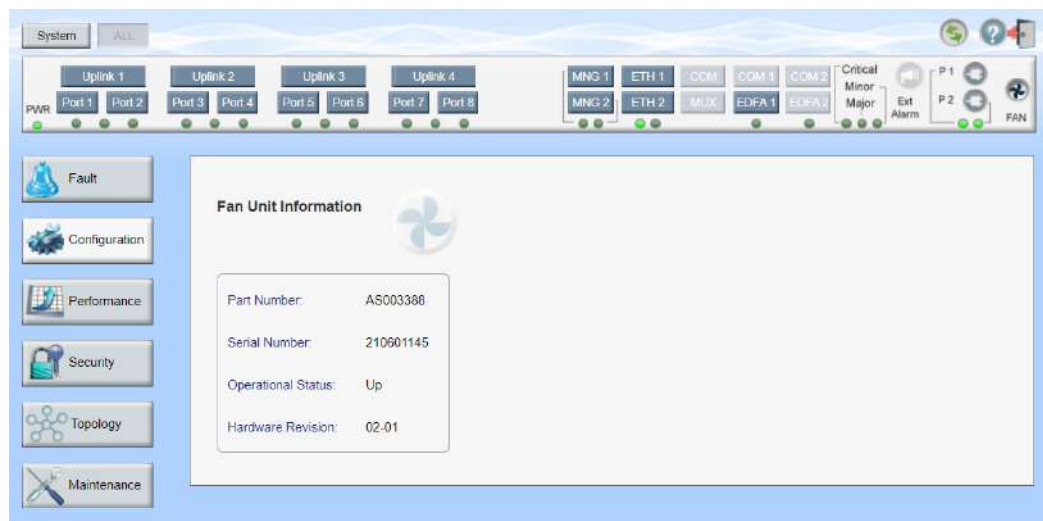 System ALL
Uplink 1 Uplink 2 Uplink 3 Uplink 4 MNG 1 ETH 1 COM COM 1 COM 2 Critical P 1
Minor
PWR Port 1 Port 2 Port 3 Port 4 Port 5 Port 6 Port 7 Port 8 MNG 2 ETH 2 MUX EDFA 1 EDFA 2 Major Ext P 2
Alarm FAN
Fault
Fan Unit Information
Configuration
Performance
Part Number: AS003388
Serial Number: 210601145
Security
Operational Status: Up
Topology
Hardware Revision: 02-01
Maintenance